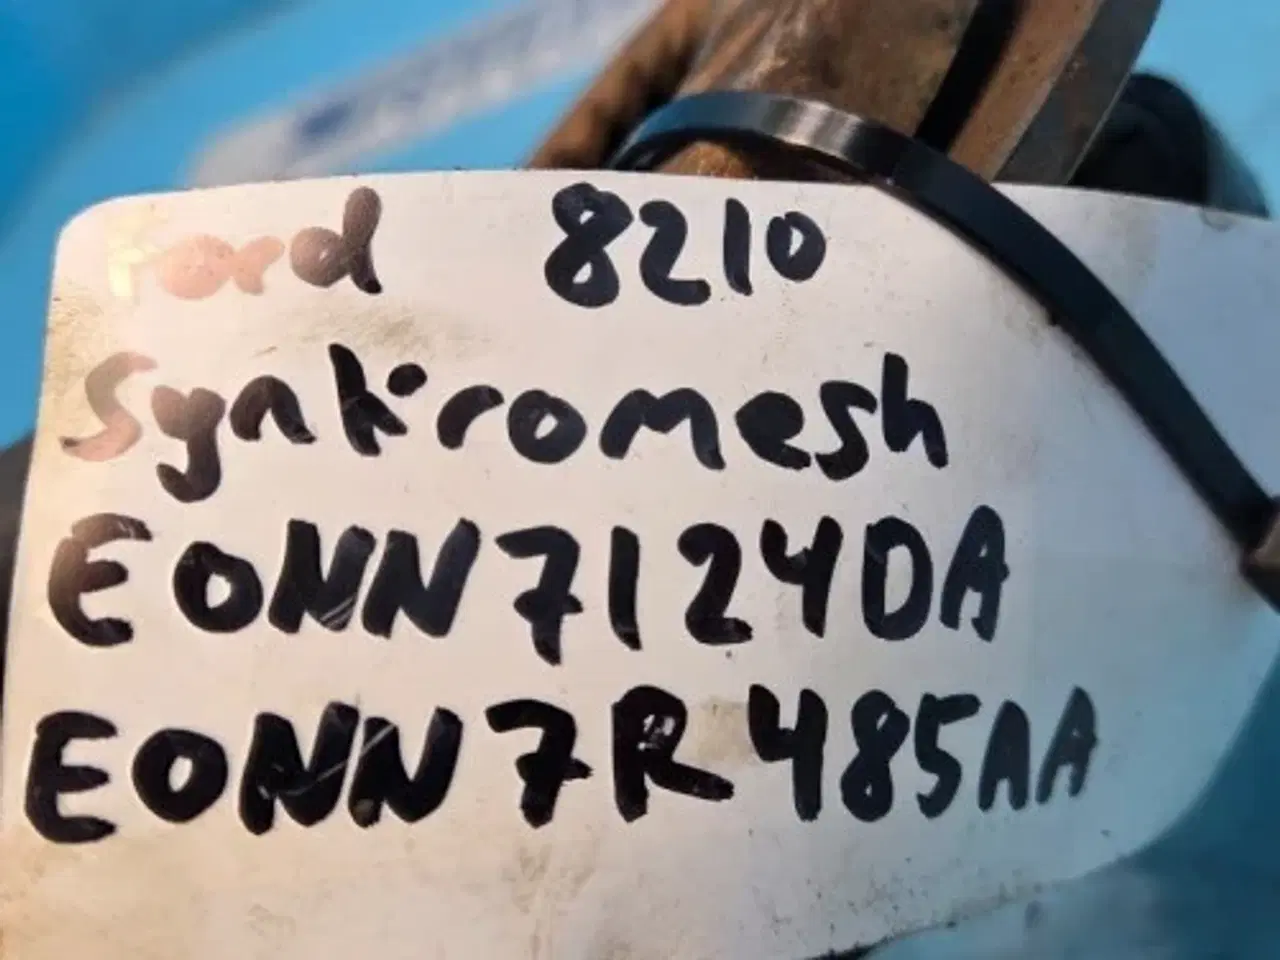 Ford 8210
Synkromesh
EONN7124DA
EONN7R485AA